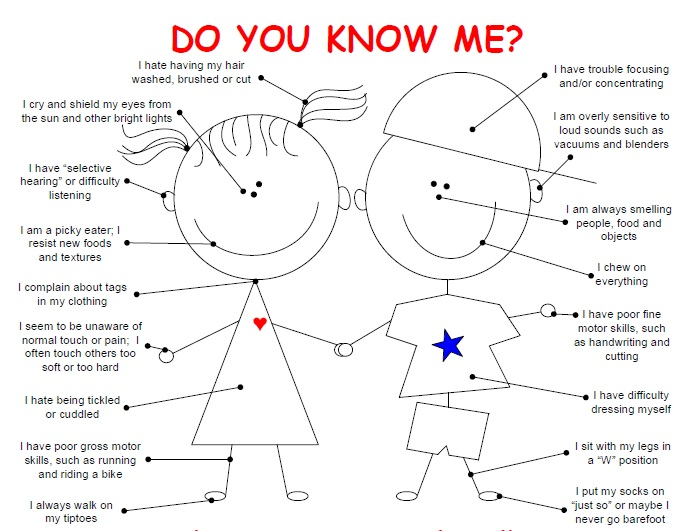 DO YOU KNOW ME?
I hate having my hair
washed, brushed or cut
I cry and shield my eyes from
the sun and other bright lights
I have "selective
hearing" or difficulty
listening
I am a picky eater; I
resist new foods
and textures
I complain about tags
in my clothing
I seem to be unaware of
normal touch or pain; I
often touch others too
soft or too hard
I hate being tickled
or cuddled
I have poor gross motor
skills, such as running
and riding a bike
I always walk on
my tiptoes
I have trouble focusing
and/or concentrating
I am overly sensitive to
loud sounds such as
vacuums and blenders
I am always smelling
people, food and
objects
I chew on
everything
I have poor fine
motor skills, such
as handwriting and
cutting
I have difficulty
dressing myself
I sit with my legs in
a "W" position
I put my socks on
"just so" or maybe I
never go barefoot